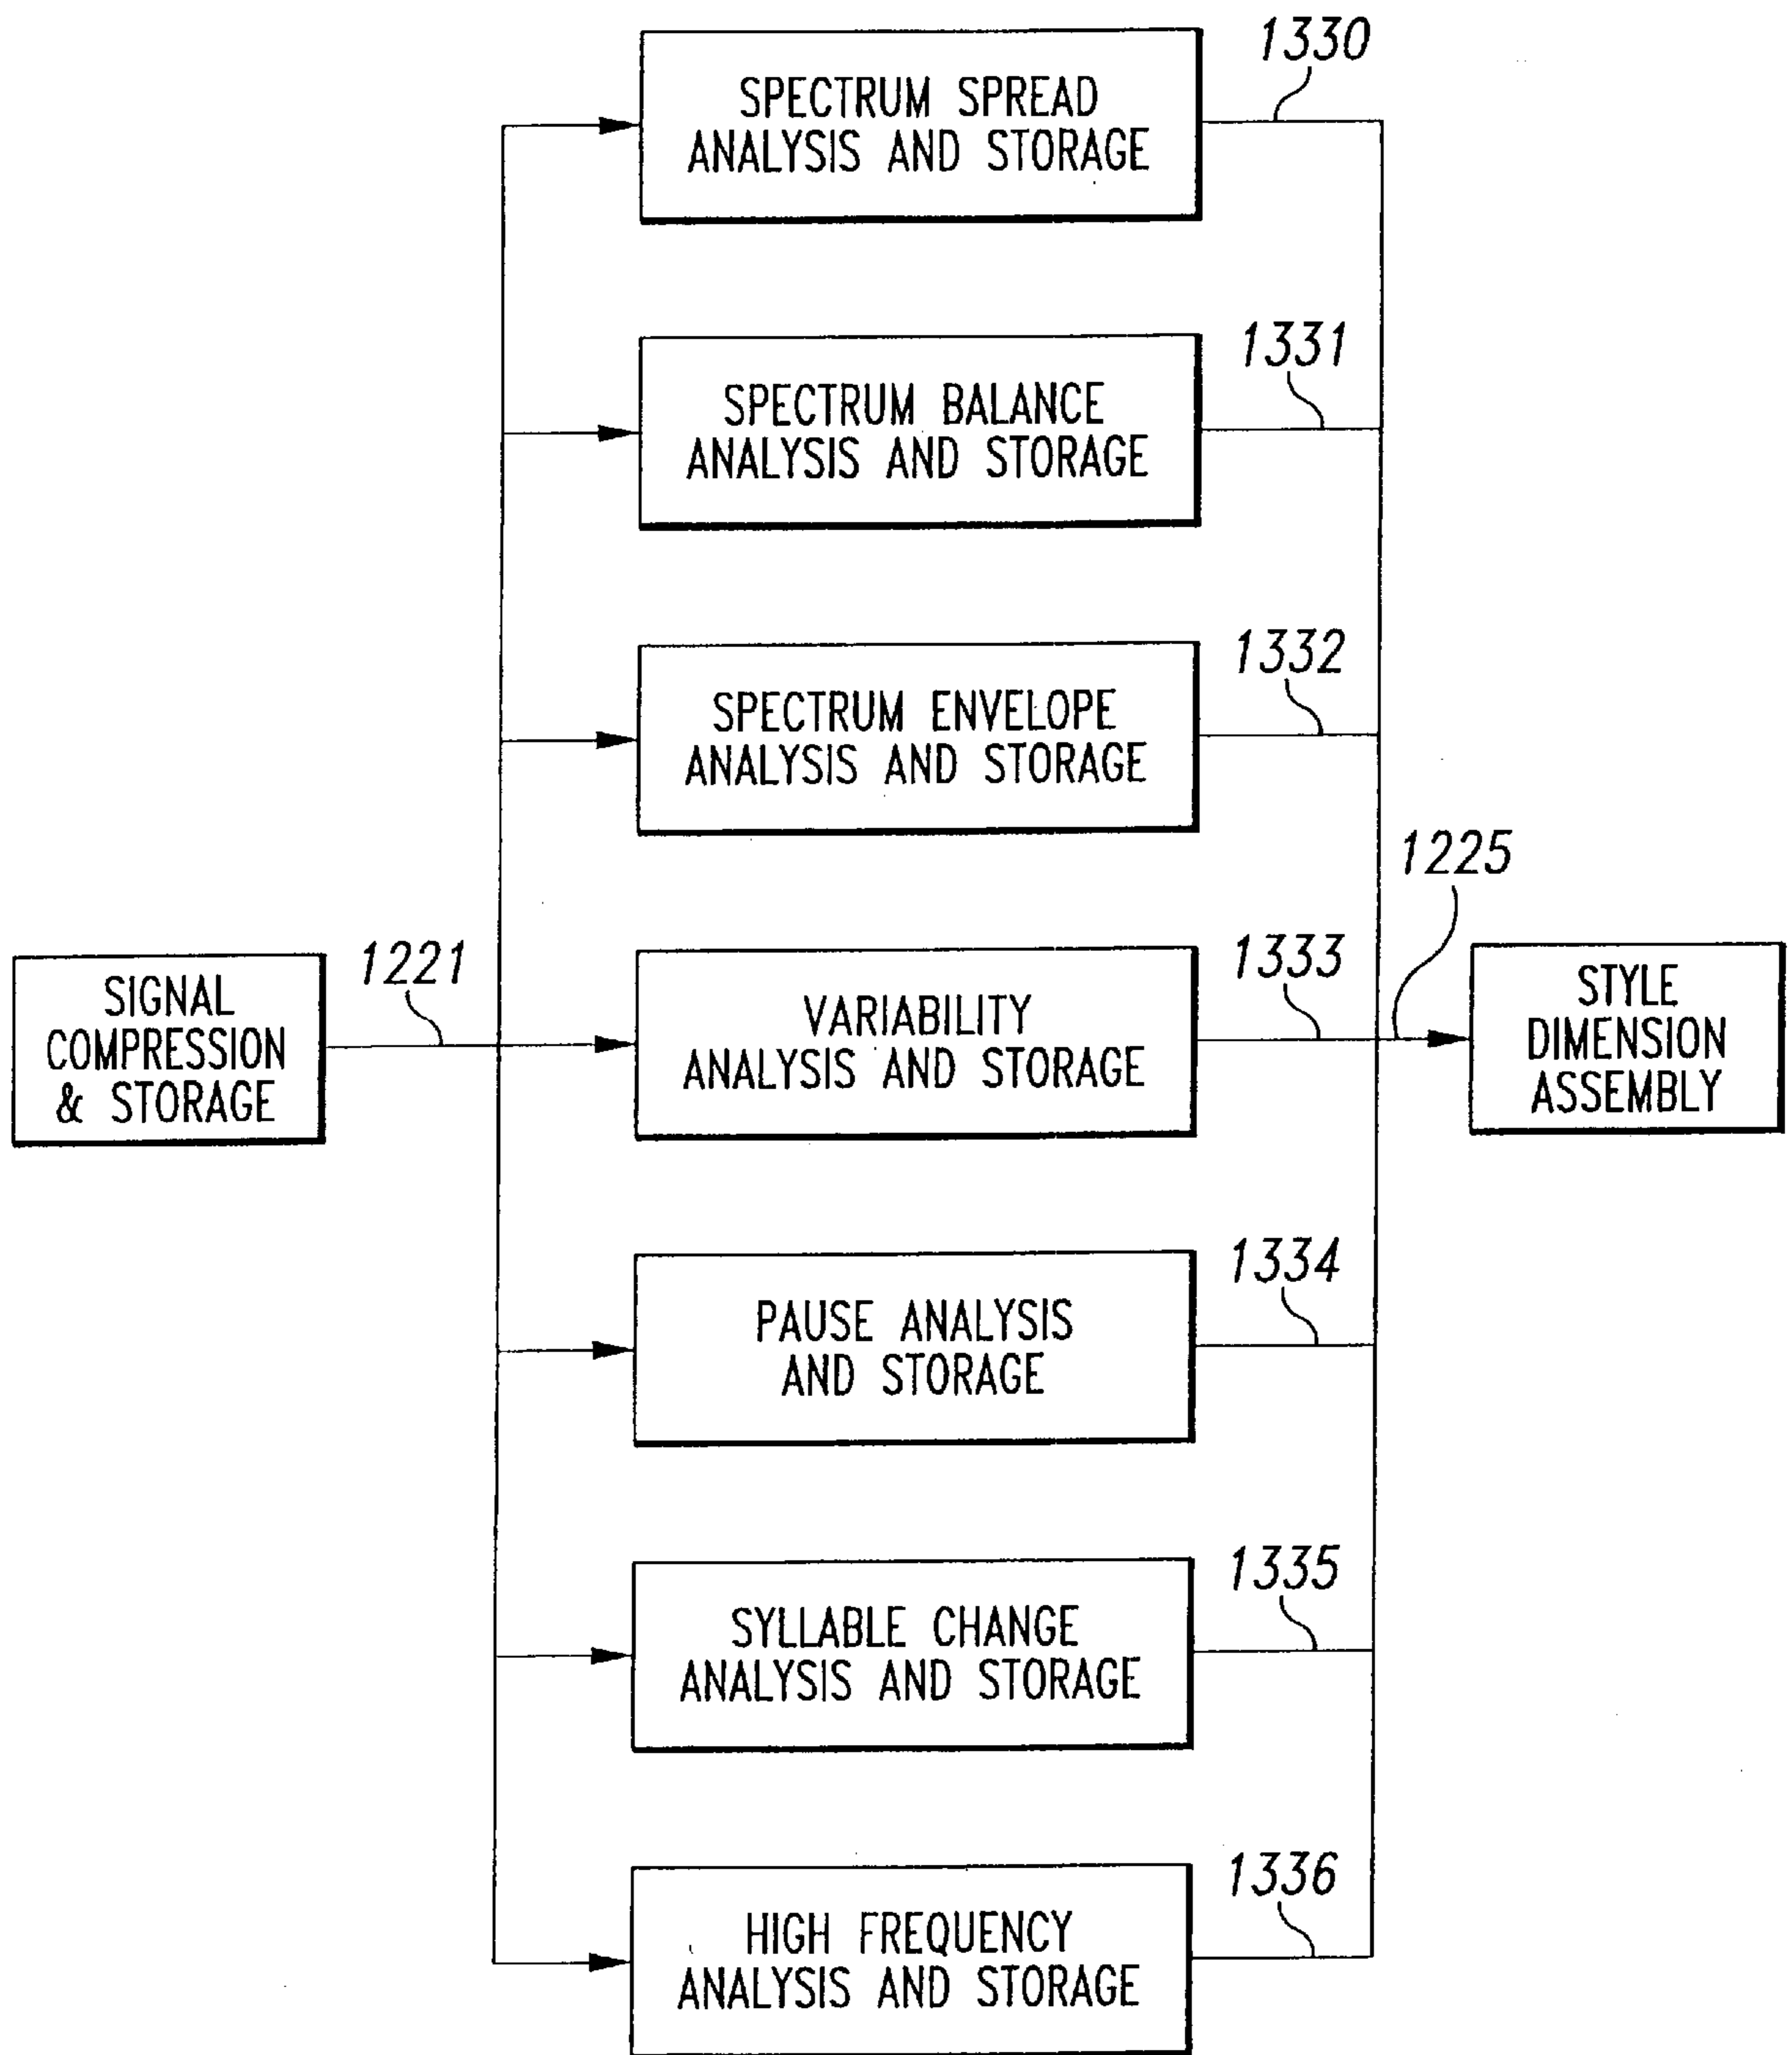 1330
SPECTRUM SPREAD
ANALYSIS AND STORAGE
1331
SPECTRUM BALANCE
ANALYSIS AND STORAGE
1332
SPECTRUM ENVELOPE
ANALYSIS AND STORAGE
1225
1221
1333
SIGNAL
COMPRESSION
& STORAGE
VARIABILITY
ANALYSIS AND STORAGE
STYLE
DIMENSION
ASSEMBLY
1334
PAUSE ANALYSIS
AND STORAGE
1335
SYLLABLE CHANGE
ANALYSIS AND STORAGE
1336
HIGH FREQUENCY
ANALYSIS AND STORAGE